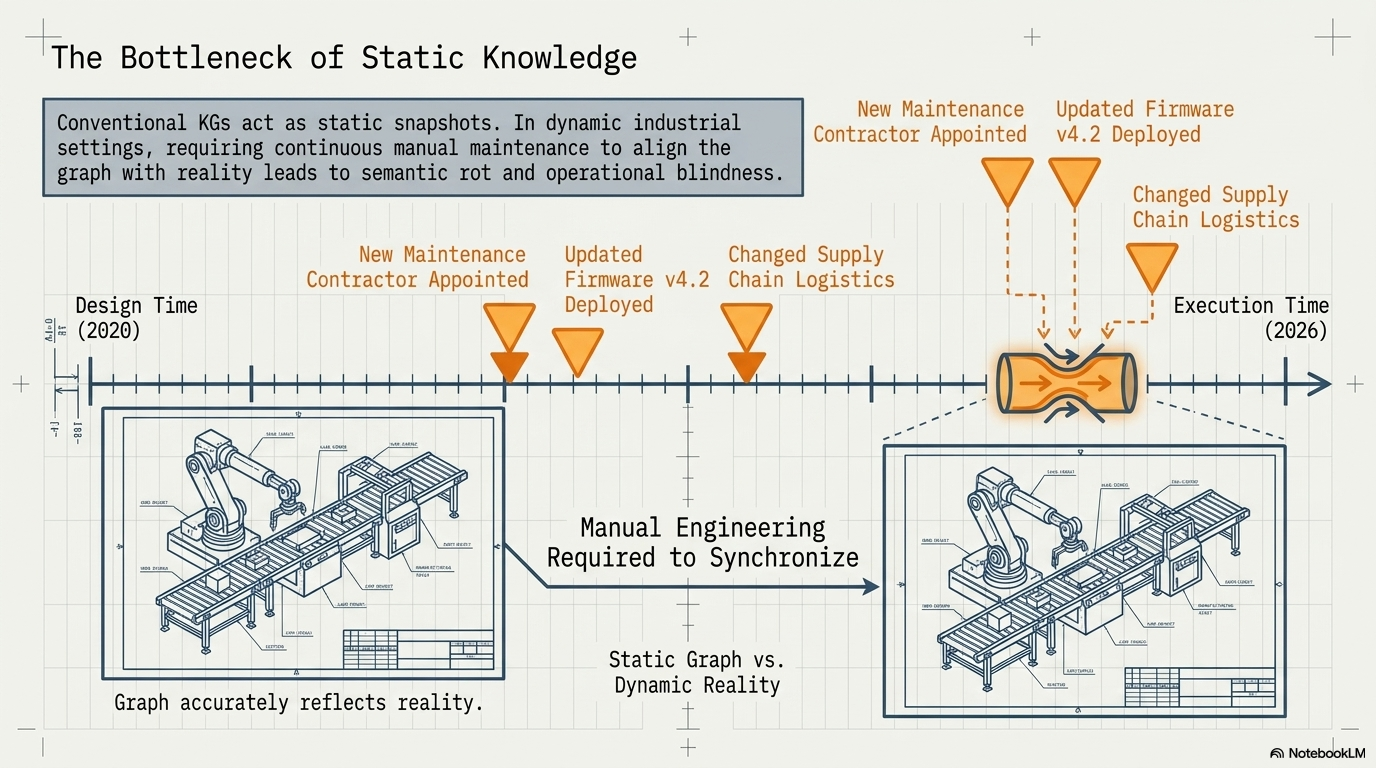 The Bottleneck of Static Knowledge
Conventional KGs act as static snapshots. In dynamic industrial
settings, requiring continuous manual maintenance to align the
graph with reality leads to semantic rot and operational blindness.
New Maintenance
Contractor Appointed
Updated Firmware
v4.2 Deployed
Changed Supply
Chain Logistics
New Maintenance
Contractor Appointed
Updated
Firmware v4.2
Deployed
Changed Supply
Chain Logistics
Design Time
(2020)
Execution Time
(2026)
Manual Engineering
Required to Synchronize
Static Graph vs.
Dynamic Reality
Graph accurately reflects reality.
NotebookLM